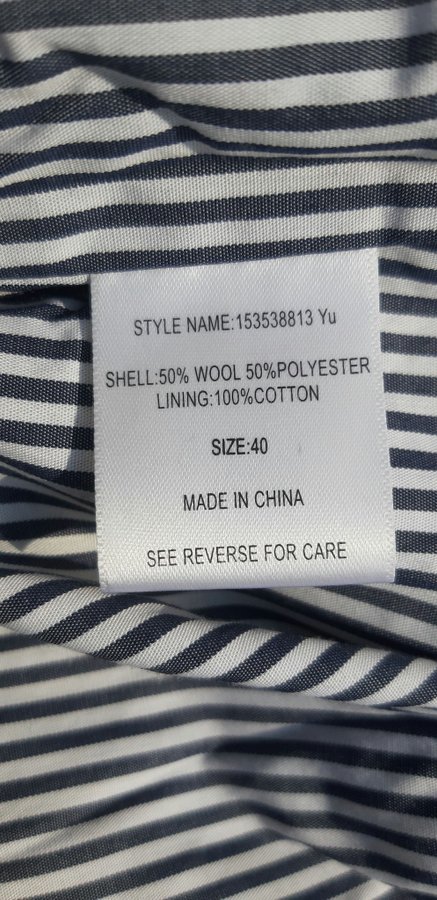 STYLE NAME:153538813 Yu
SHELL:50% WOOL 50%POLYESTER
LINING:100%COTTON
SIZE:40
MADE IN CHINA
SEE REVERSE FOR CARE